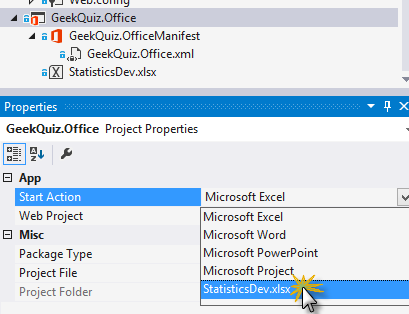 Web.config
GeekQuiz.Office
GeekQuiz.OfficeManifest
GeekQuiz.Office.xml
StatisticsDev.xlsx
Properties
GeekQuiz.Office Project Properties
App
Start Action Microsoft Excel
Web Project Microsoft Excel
Microsoft Word
Misc
Package Type Microsoft PowerPoint
Project File Microsoft Project
Project Folder StatisticsDev.xlsx